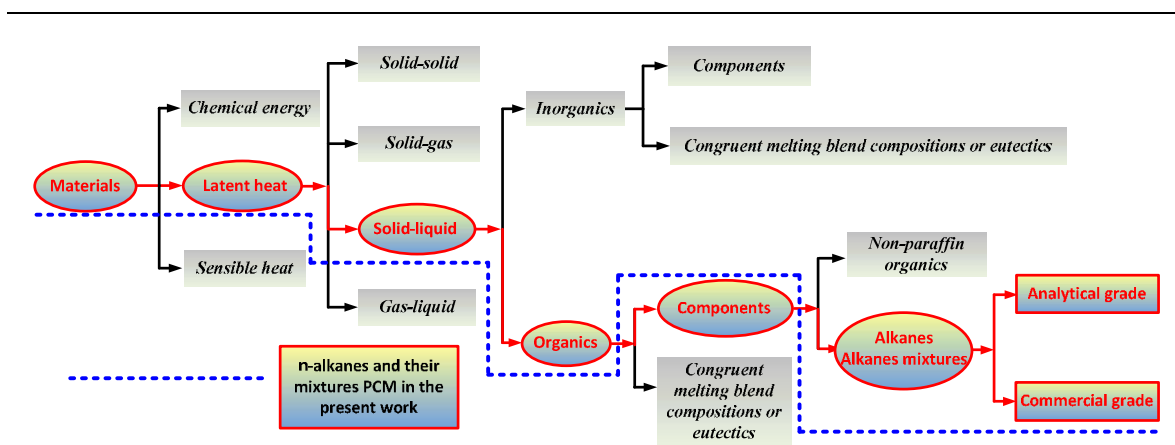 Solid-solid
Components
Chemical energy
Inorganics
Solid-gas
Congruent melting blend compositions or eutectics
Materials
Latent heat
Solid-liquid
Non-paraffin
organics
Sensible heat
Analytical grade
Gas-liquid
Components
Organics
Alkanes
Alkanes mixtures
n-alkanes and their
mixtures PCM in the
present work
Congruent
melting blend
compositions or
eutectics
Commercial grade